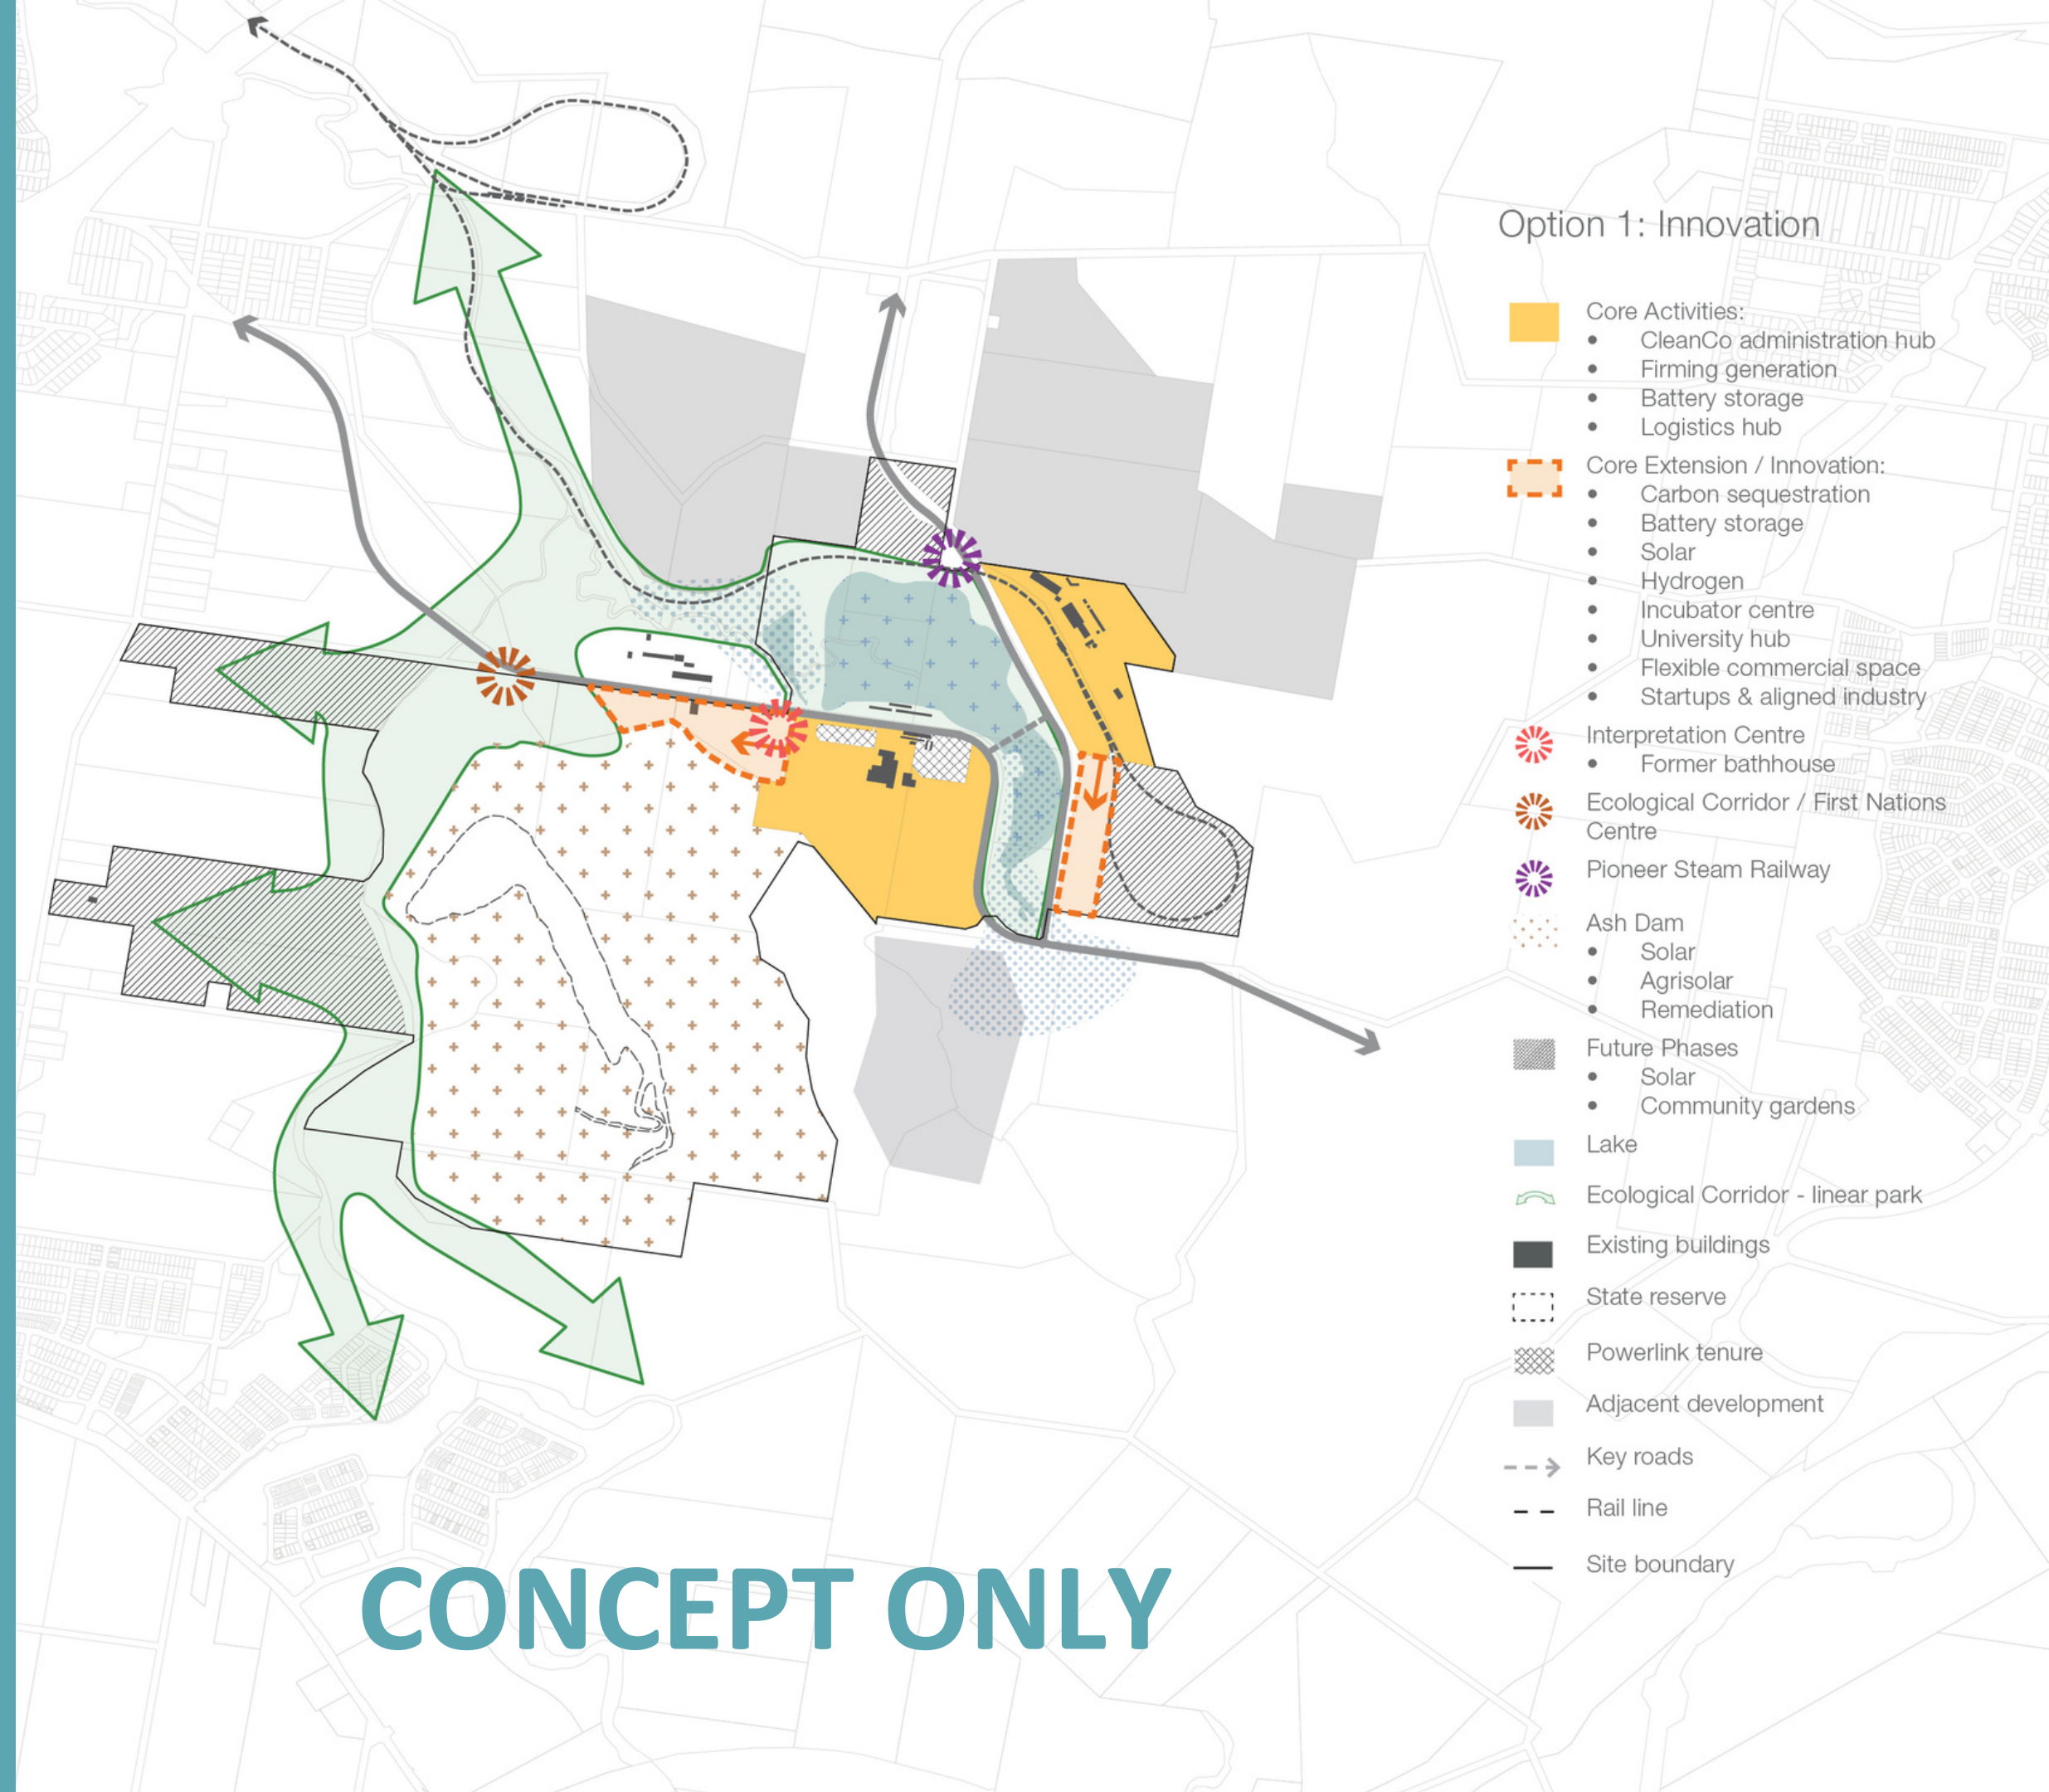 Option 1: Innovation
Core Activities:
• CleanCo administration hub
• Firming generation
• Battery storage
• Logistics hub
Core Extension / Innovation:
• Carbon sequestration
• Battery storage
• Solar
• Hydrogen
• Incubator centre
• University hub
• Flexible commercial space
• Startups & aligned industry
Interpretation Centre
• Former bathhouse
Ecological Corridor / First Nations
Centre
Pioneer Steam Railway
Ash Dam
• Solar
• Agrisolar
• Remediation
Future Phases
• Solar
• Community gardens
Lake
Ecological Corridor - linear park
Existing buildings
State reserve
Powerlink tenure
Adjacent development
Key roads
Rail line
Site boundary
CONCEPT ONLY